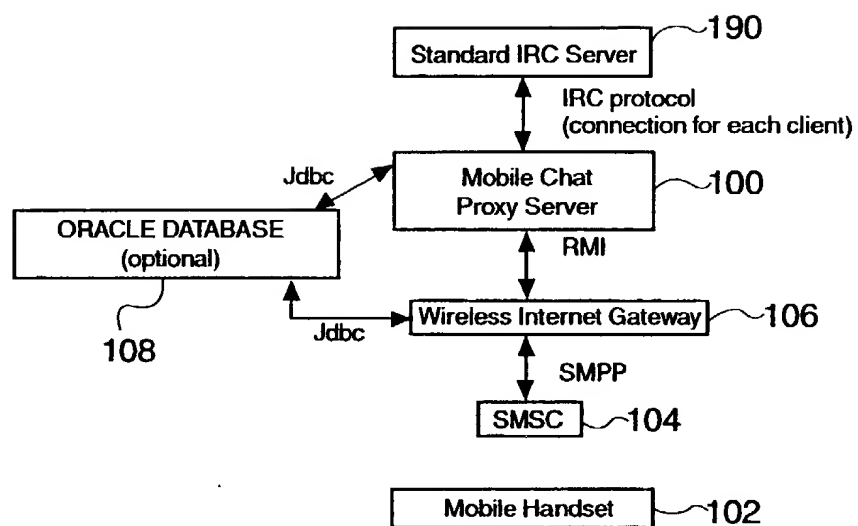 190
Standard IRC Server
IRC protocol
(connection for each client)
Jdbc
Mobile Chat
Proxy Server
100
ORACLE DATABASE
(optional)
RMI
108
Jdbc
Wireless Internet Gateway
106
SMPP
SMSC
104
Mobile Handset
102